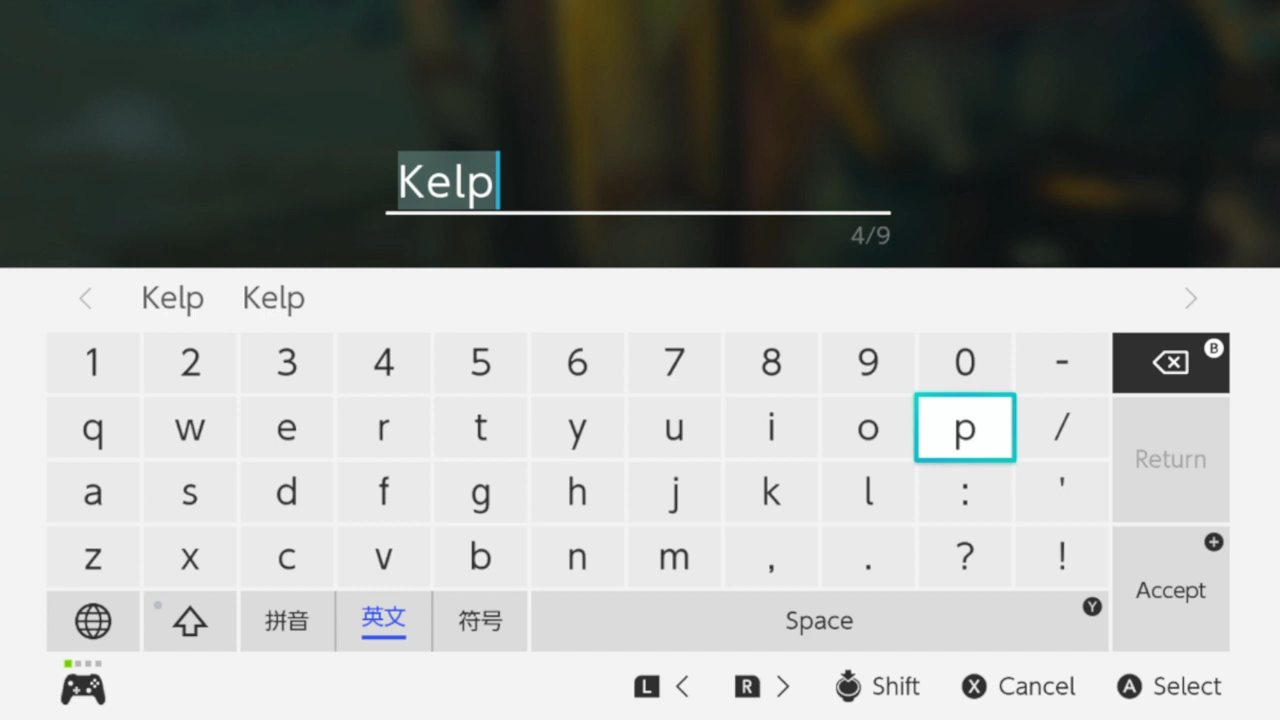 Kelp
4/9
Kelp Kelp
1 2 3 4 5 6 7 8 9 0 - B
q w e r t y u i o p /
Return
a s d f g h j k l : '
z x c v b n m , . ? ! +
Accept
拼音 英文 符号 Space Y
L < R > Shift X Cancel A Select